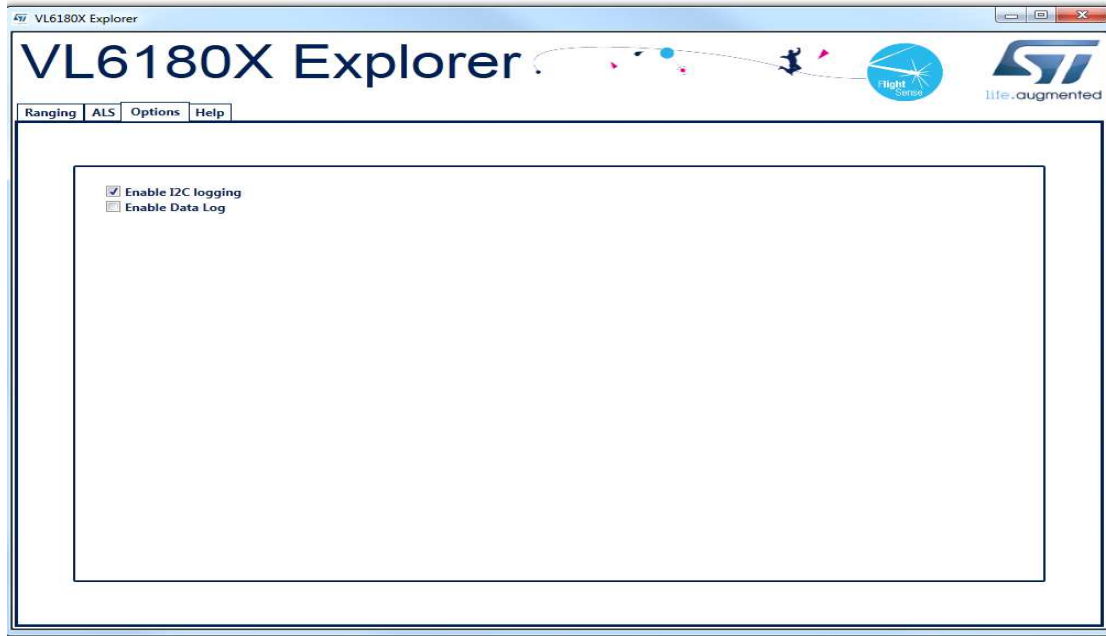 VL6180X Explorer
VL6180X Explorer
Flight
Sense
life.augmented
Ranging ALS Options Help
Enable I2C logging
Enable Data Log